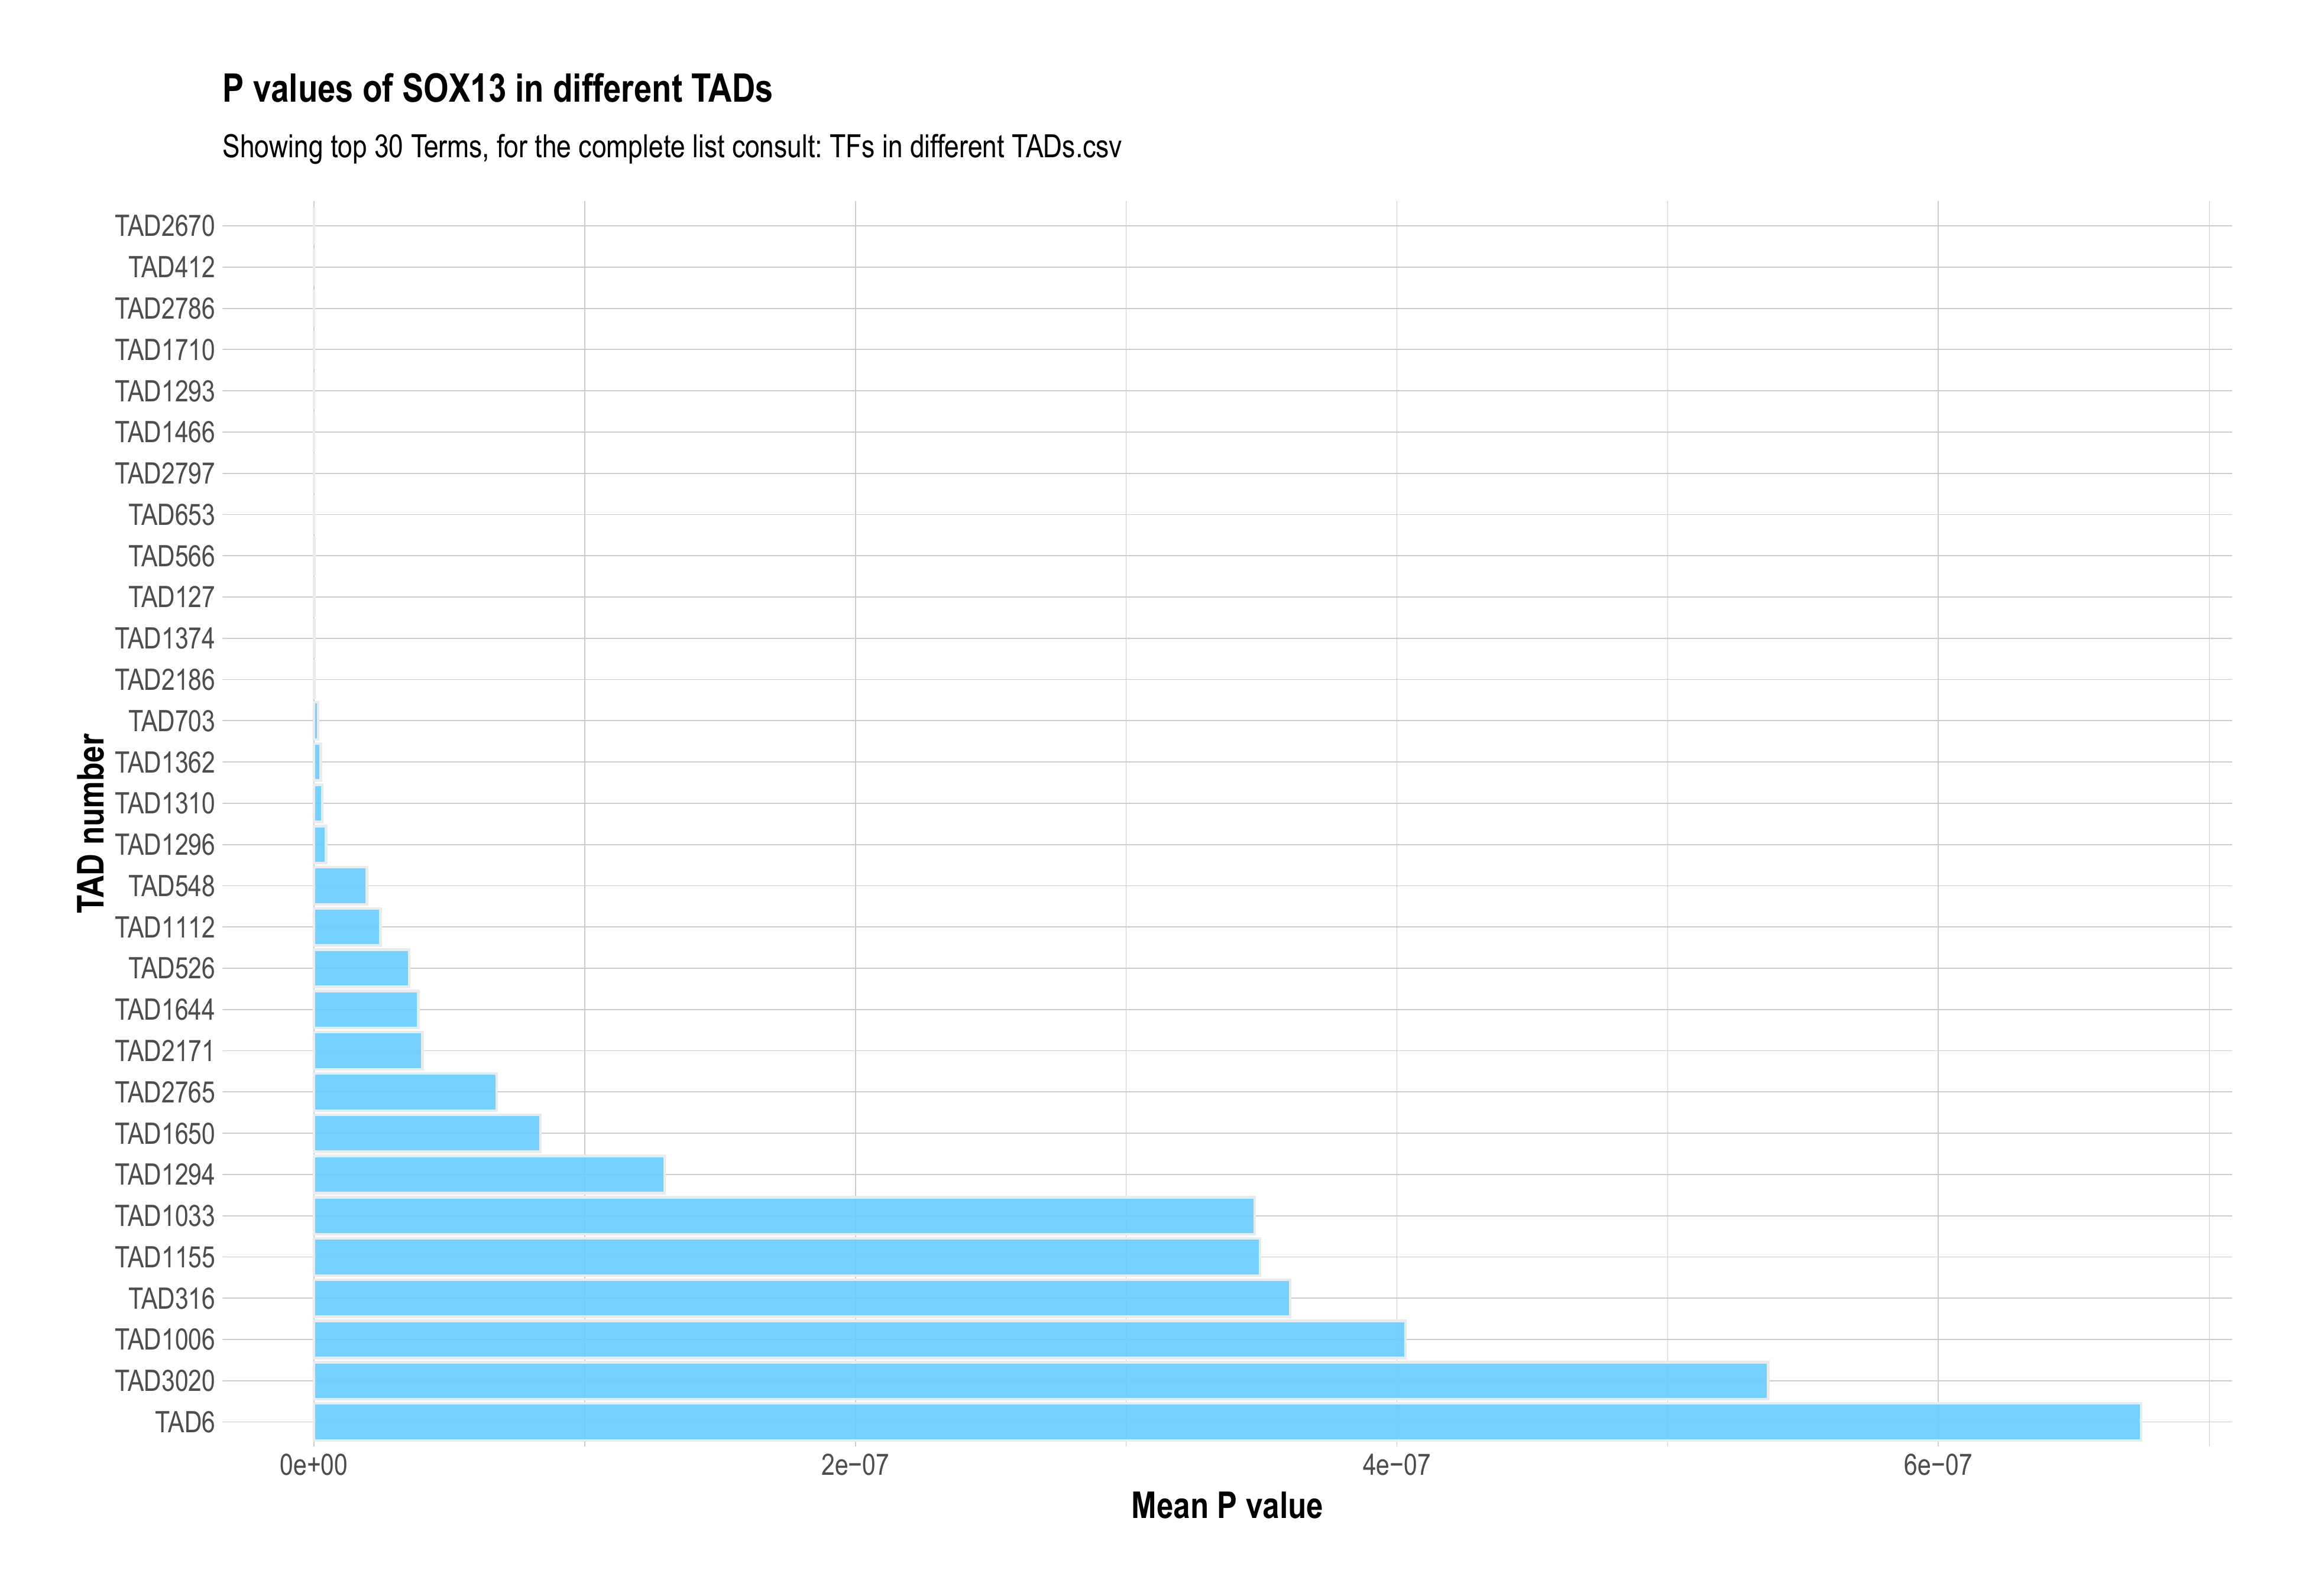 P values of SOX13 in different TADs
Showing top 30 Terms, for the complete list consult: TFs in different TADs.csv
TAD number
TAD2670
TAD412
TAD2786
TAD1710
TAD1293
TAD1466
TAD2797
TAD653
TAD566
TAD127
TAD1374
TAD2186
TAD703
TAD1362
TAD1310
TAD1296
TAD548
TAD1112
TAD526
TAD1644
TAD2171
TAD2765
TAD1650
TAD1294
TAD1033
TAD1155
TAD316
TAD1006
TAD3020
TAD6
0e+00 2e−07 4e−07 6e−07
Mean P value